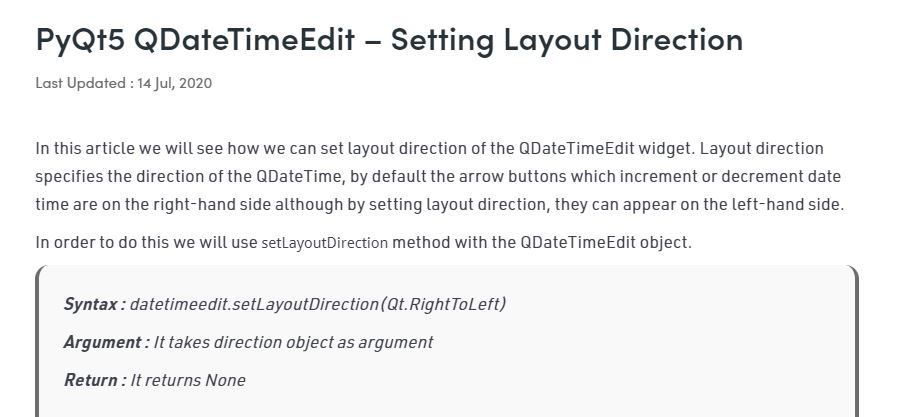 PyQt5 QDateTimeEdit – Setting Layout Direction
Last Updated : 14 Jul, 2020
In this article we will see how we can set layout direction of the QDateTimeEdit widget. Layout direction
specifies the direction of the QDateTime, by default the arrow buttons which increment or decrement date
time are on the right-hand side although by setting layout direction, they can appear on the left-hand side.
In order to do this we will use setLayoutDirection method with the QDateTimeEdit object.
Syntax : datetimeedit.setLayoutDirection(Qt.RightToLeft)
Argument : It takes direction object as argument
Return : It returns None